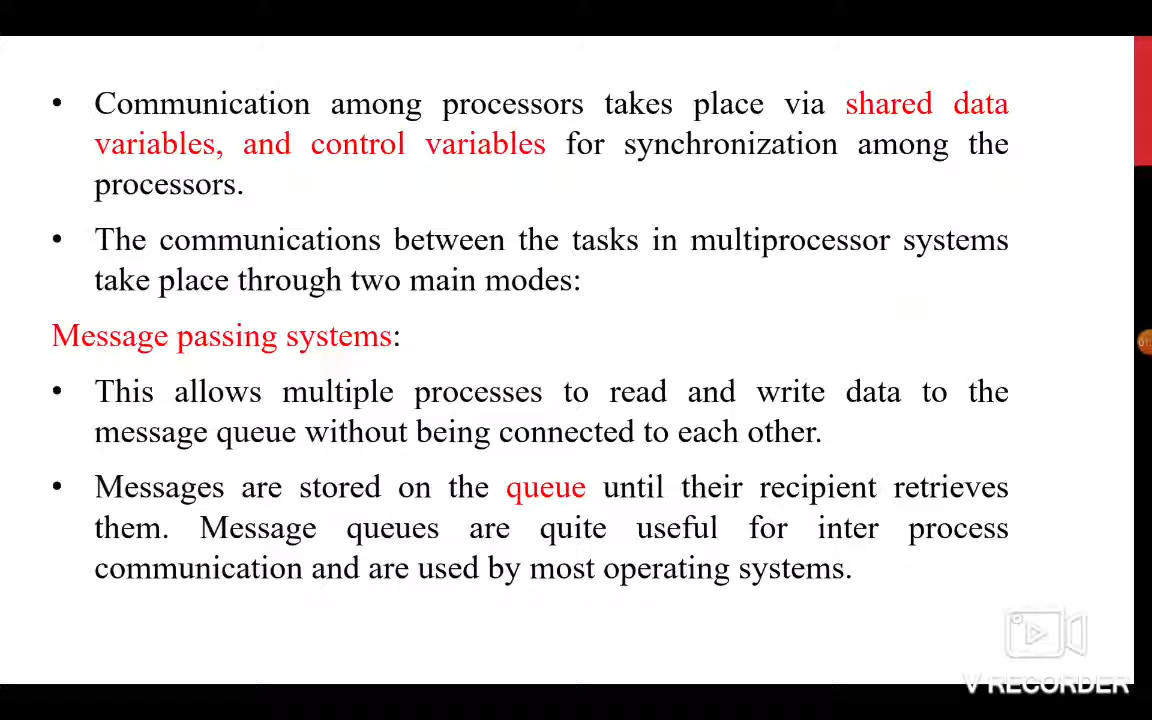 • Communication among processors takes place via shared data
variables, and control variables for synchronization among the
processors.
• The communications between the tasks in multiprocessor systems
take place through two main modes:
Message passing systems:
• This allows multiple processes to read and write data to the
message queue without being connected to each other.
• Messages are stored on the queue until their recipient retrieves
them. Message queues are quite useful for inter process
communication and are used by most operating systems.
V RECORDER